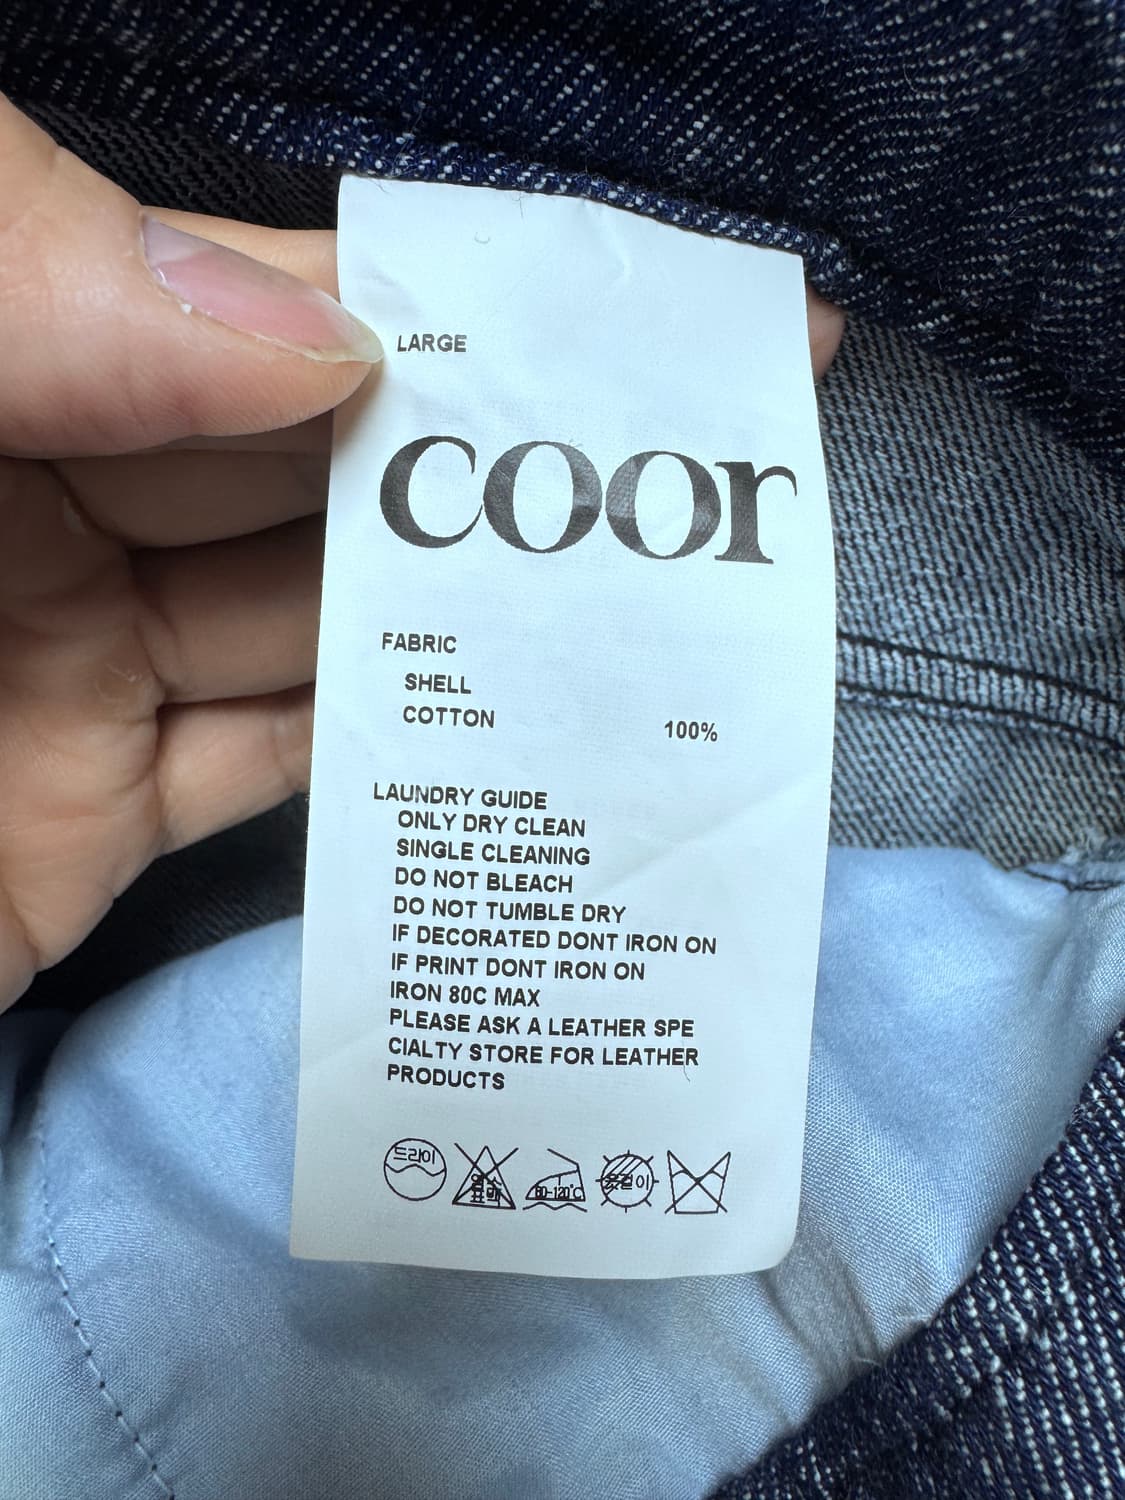 LARGE
coor
FABRIC
SHELL
COTTON 100%
LAUNDRY GUIDE
ONLY DRY CLEAN
SINGLE CLEANING
DO NOT BLEACH
DO NOT TUMBLE DRY
IF DECORATED DONT IRON ON
IF PRINT DONT IRON ON
IRON 80C MAX
PLEASE ASK A LEATHER SPE
CIALTY STORE FOR LEATHER
PRODUCTS
드라이 80-120°C